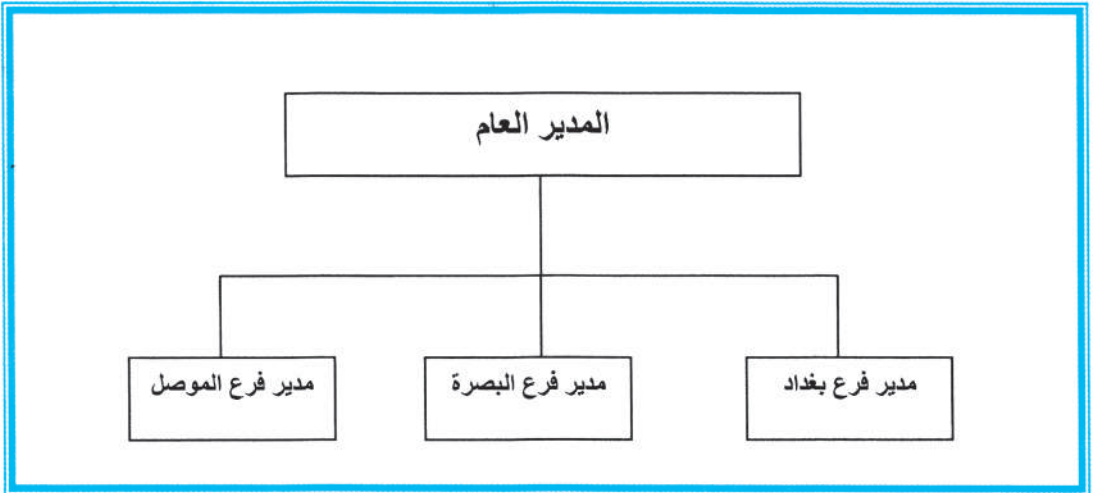 المدير العام
مدير فرع بغداد
مدير فرع البصرة
مدير فرع الموصل